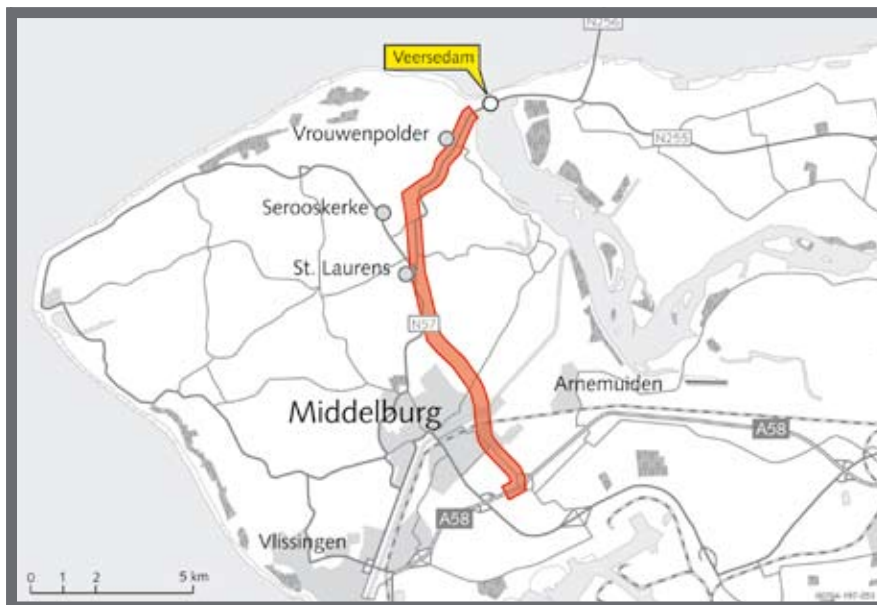 N256
Veersedam
Vrouwenpolder
N255
Serooskerke
St. Laurens
N57
Arnemuiden
Middelburg
A58
A58
Vlissingen
0 1 2 5 km